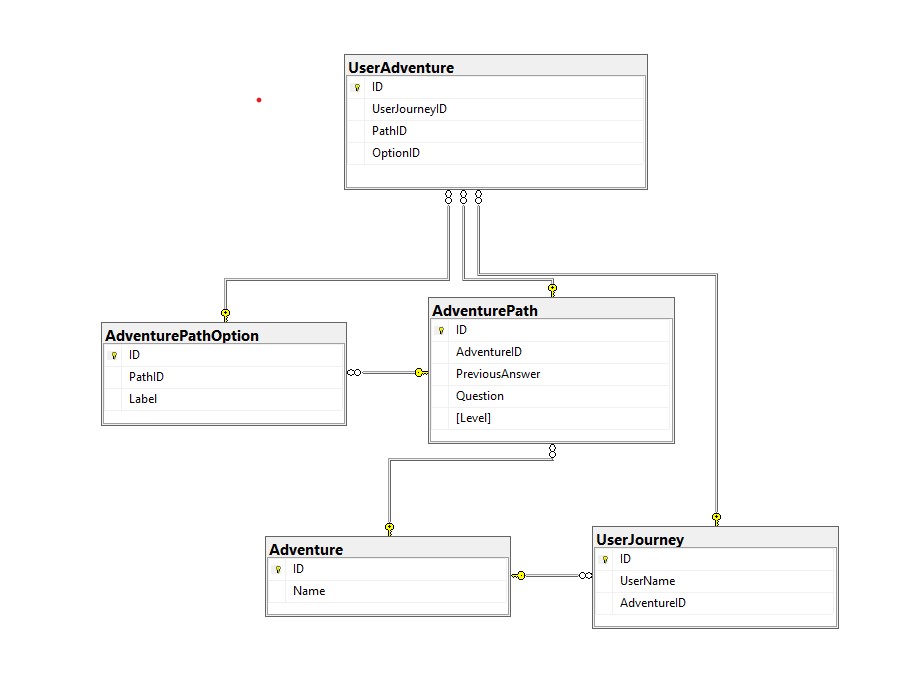 UserAdventure
ID
UserJourneyID
PathID
OptionID
AdventurePathOption
ID
PathID
Label
AdventurePath
ID
AdventureID
PreviousAnswer
Question
[Level]
Adventure
ID
Name
UserJourney
ID
UserName
AdventureID